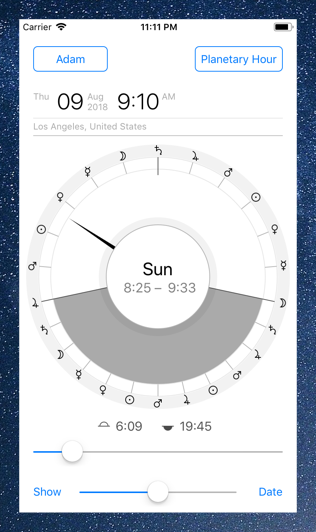 Carrier 11:11 PM
Adam Planetary Hour
Thu 09 Aug 2018 9:10 AM
Los Angeles, United States
Sun
8:25 – 9:33
6:09 19:45
Show Date